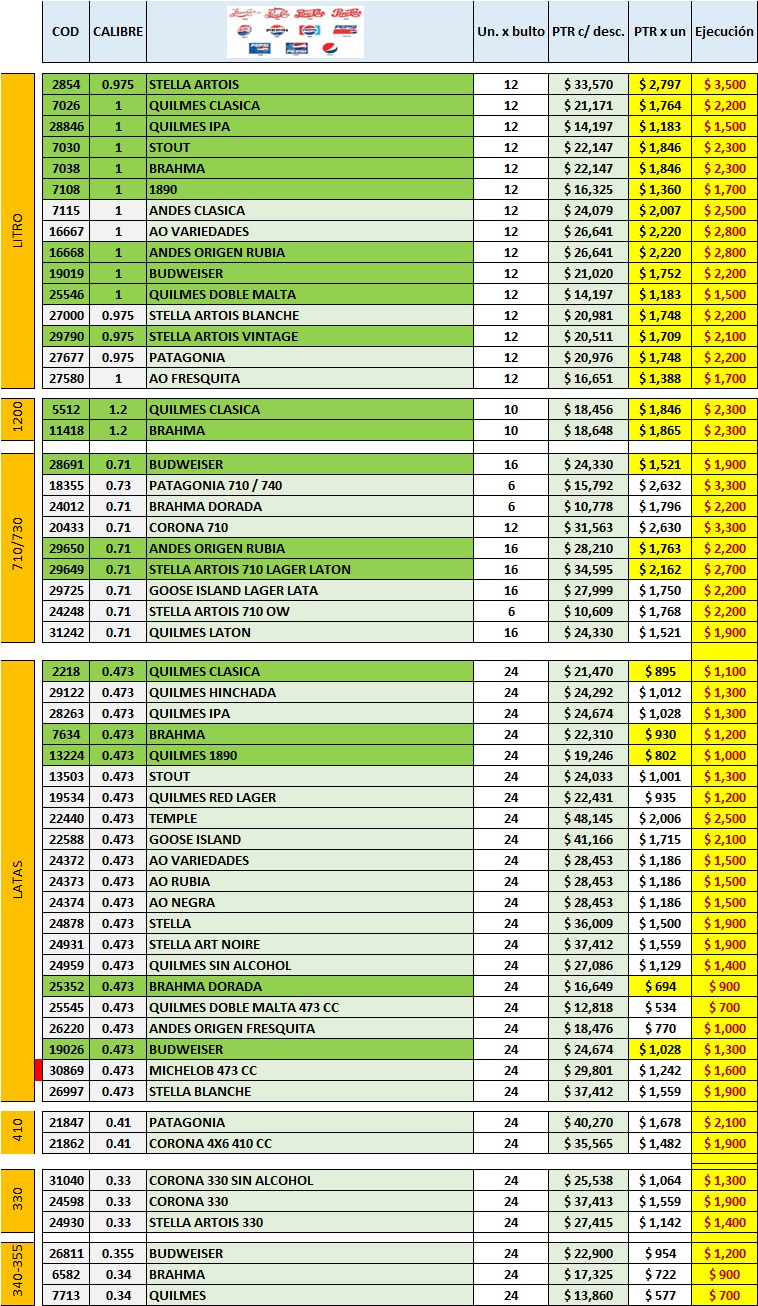 COD CALIBRE Un. x bulto PTR c/ desc. PTR x un Ejecución
LITRO
2854 0.975 STELLA ARTOIS 12 $ 33,570 $ 2,797 $ 3,500
7026 1 QUILMES CLASICA 12 $ 21,171 $ 1,764 $ 2,200
28846 1 QUILMES IPA 12 $ 14,197 $ 1,183 $ 1,500
7030 1 STOUT 12 $ 22,147 $ 1,846 $ 2,300
7038 1 BRAHMA 12 $ 22,147 $ 1,846 $ 2,300
7108 1 1890 12 $ 16,325 $ 1,360 $ 1,700
7115 1 ANDES CLASICA 12 $ 24,079 $ 2,007 $ 2,500
16667 1 AO VARIEDADES 12 $ 26,641 $ 2,220 $ 2,800
16668 1 ANDES ORIGEN RUBIA 12 $ 26,641 $ 2,220 $ 2,800
19019 1 BUDWEISER 12 $ 21,020 $ 1,752 $ 2,200
25546 1 QUILMES DOBLE MALTA 12 $ 14,197 $ 1,183 $ 1,500
27000 0.975 STELLA ARTOIS BLANCHE 12 $ 20,981 $ 1,748 $ 2,200
29790 0.975 STELLA ARTOIS VINTAGE 12 $ 20,511 $ 1,709 $ 2,100
27677 0.975 PATAGONIA 12 $ 20,976 $ 1,748 $ 2,200
27580 1 AO FRESQUITA 12 $ 16,651 $ 1,388 $ 1,700
1200
5512 1.2 QUILMES CLASICA 10 $ 18,456 $ 1,846 $ 2,300
11418 1.2 BRAHMA 10 $ 18,648 $ 1,865 $ 2,300
710/730
28691 0.71 BUDWEISER 16 $ 24,330 $ 1,521 $ 1,900
18355 0.73 PATAGONIA 710 / 740 6 $ 15,792 $ 2,632 $ 3,300
24012 0.71 BRAHMA DORADA 6 $ 10,778 $ 1,796 $ 2,200
20433 0.71 CORONA 710 12 $ 31,563 $ 2,630 $ 3,300
29650 0.71 ANDES ORIGEN RUBIA 16 $ 28,210 $ 1,763 $ 2,200
29649 0.71 STELLA ARTOIS 710 LAGER LATON 16 $ 34,595 $ 2,162 $ 2,700
29725 0.71 GOOSE ISLAND LAGER LATA 16 $ 27,999 $ 1,750 $ 2,200
24248 0.71 STELLA ARTOIS 710 OW 6 $ 10,609 $ 1,768 $ 2,200
31242 0.71 QUILMES LATON 16 $ 24,330 $ 1,521 $ 1,900
LATAS
2218 0.473 QUILMES CLASICA 24 $ 21,470 $ 895 $ 1,100
29122 0.473 QUILMES HINCHADA 24 $ 24,292 $ 1,012 $ 1,300
28263 0.473 QUILMES IPA 24 $ 24,674 $ 1,028 $ 1,300
7634 0.473 BRAHMA 24 $ 22,310 $ 930 $ 1,200
13224 0.473 QUILMES 1890 24 $ 19,246 $ 802 $ 1,000
13503 0.473 STOUT 24 $ 24,033 $ 1,001 $ 1,300
19534 0.473 QUILMES RED LAGER 24 $ 22,431 $ 935 $ 1,200
22440 0.473 TEMPLE 24 $ 48,145 $ 2,006 $ 2,500
22588 0.473 GOOSE ISLAND 24 $ 41,166 $ 1,715 $ 2,100
24372 0.473 AO VARIEDADES 24 $ 28,453 $ 1,186 $ 1,500
24373 0.473 AO RUBIA 24 $ 28,453 $ 1,186 $ 1,500
24374 0.473 AO NEGRA 24 $ 28,453 $ 1,186 $ 1,500
24878 0.473 STELLA 24 $ 36,009 $ 1,500 $ 1,900
24931 0.473 STELLA ART NOIRE 24 $ 37,412 $ 1,559 $ 1,900
24959 0.473 QUILMES SIN ALCOHOL 24 $ 27,086 $ 1,129 $ 1,400
25352 0.473 BRAHMA DORADA 24 $ 16,649 $ 694 $ 900
25545 0.473 QUILMES DOBLE MALTA 473 CC 24 $ 12,818 $ 534 $ 700
26220 0.473 ANDES ORIGEN FRESQUITA 24 $ 18,476 $ 770 $ 1,000
19026 0.473 BUDWEISER 24 $ 24,674 $ 1,028 $ 1,300
30869 0.473 MICHELOB 473 CC 24 $ 29,801 $ 1,242 $ 1,600
26997 0.473 STELLA BLANCHE 24 $ 37,412 $ 1,559 $ 1,900
410
21847 0.41 PATAGONIA 24 $ 40,270 $ 1,678 $ 2,100
21862 0.41 CORONA 4X6 410 CC 24 $ 35,565 $ 1,482 $ 1,900
330
31040 0.33 CORONA 330 SIN ALCOHOL 24 $ 25,538 $ 1,064 $ 1,300
24598 0.33 CORONA 330 24 $ 37,413 $ 1,559 $ 1,900
24930 0.33 STELLA ARTOIS 330 24 $ 27,415 $ 1,142 $ 1,400
340-355
26811 0.355 BUDWEISER 24 $ 22,900 $ 954 $ 1,200
6582 0.34 BRAHMA 24 $ 17,325 $ 722 $ 900
7713 0.34 QUILMES 24 $ 13,860 $ 577 $ 700